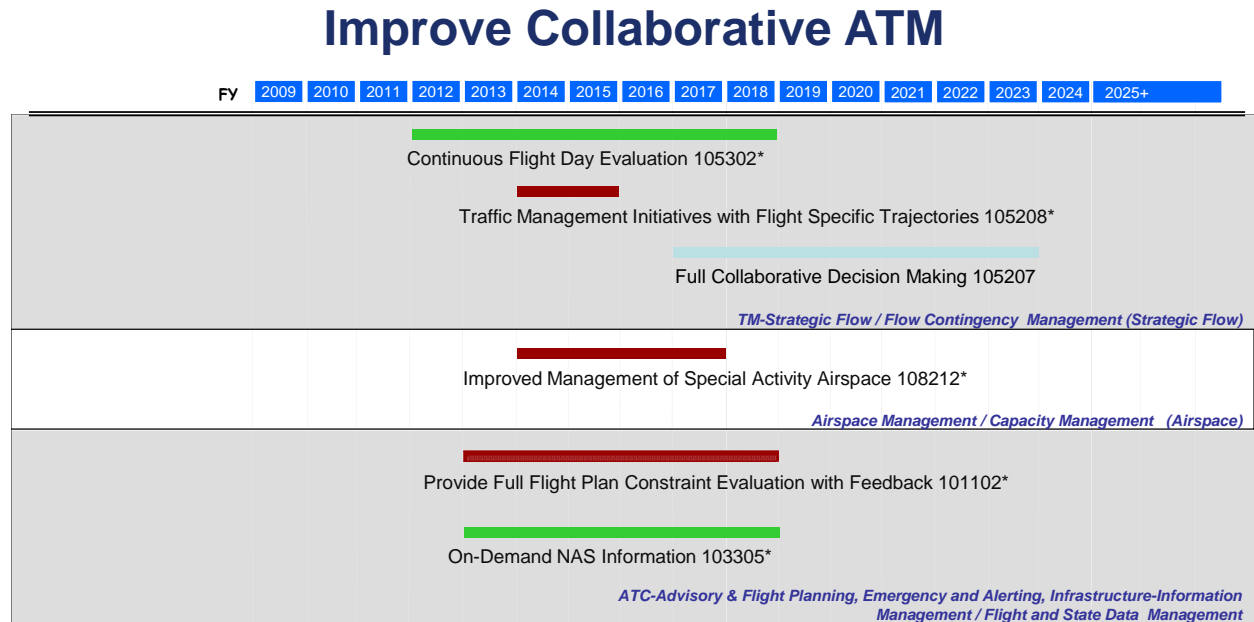 Improve Collaborative ATM
FY 2009 2010 2011 2012 2013 2014 2015 2016 2017 2018 2019 2020 2021 2022 2023 2024 2025+
Continuous Flight Day Evaluation 105302*
Traffic Management Initiatives with Flight Specific Trajectories 105208*
Full Collaborative Decision Making 105207
TM-Strategic Flow / Flow Contingency Management (Strategic Flow)
Improved Management of Special Activity Airspace 108212*
Airspace Management / Capacity Management (Airspace)
Provide Full Flight Plan Constraint Evaluation with Feedback 101102*
On-Demand NAS Information 103305*
ATC-Advisory & Flight Planning, Emergency and Alerting, Infrastructure-Information
Management / Flight and State Data Management